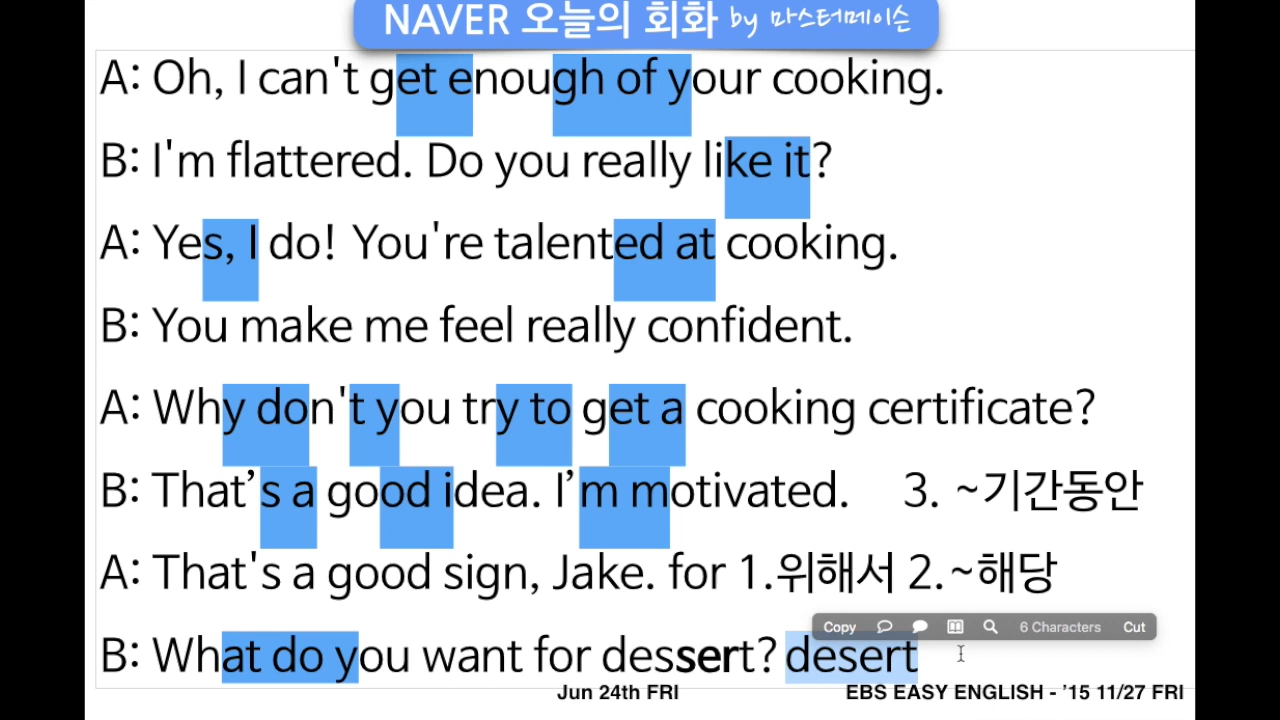 NAVER 오늘의 회화 by 마스터메이슨
A: Oh, I can't get enough of your cooking.
B: I'm flattered. Do you really like it?
A: Yes, I do! You're talented at cooking.
B: You make me feel really confident.
A: Why don't you try to get a cooking certificate?
B: That’s a good idea. I’m motivated. 3. ~기간동안
A: That's a good sign, Jake. for 1.위해서 2.~해당
Copy 6 Characters Cut
B: What do you want for dessert? desert
Jun 24th FRI EBS EASY ENGLISH - ’15 11/27 FRI